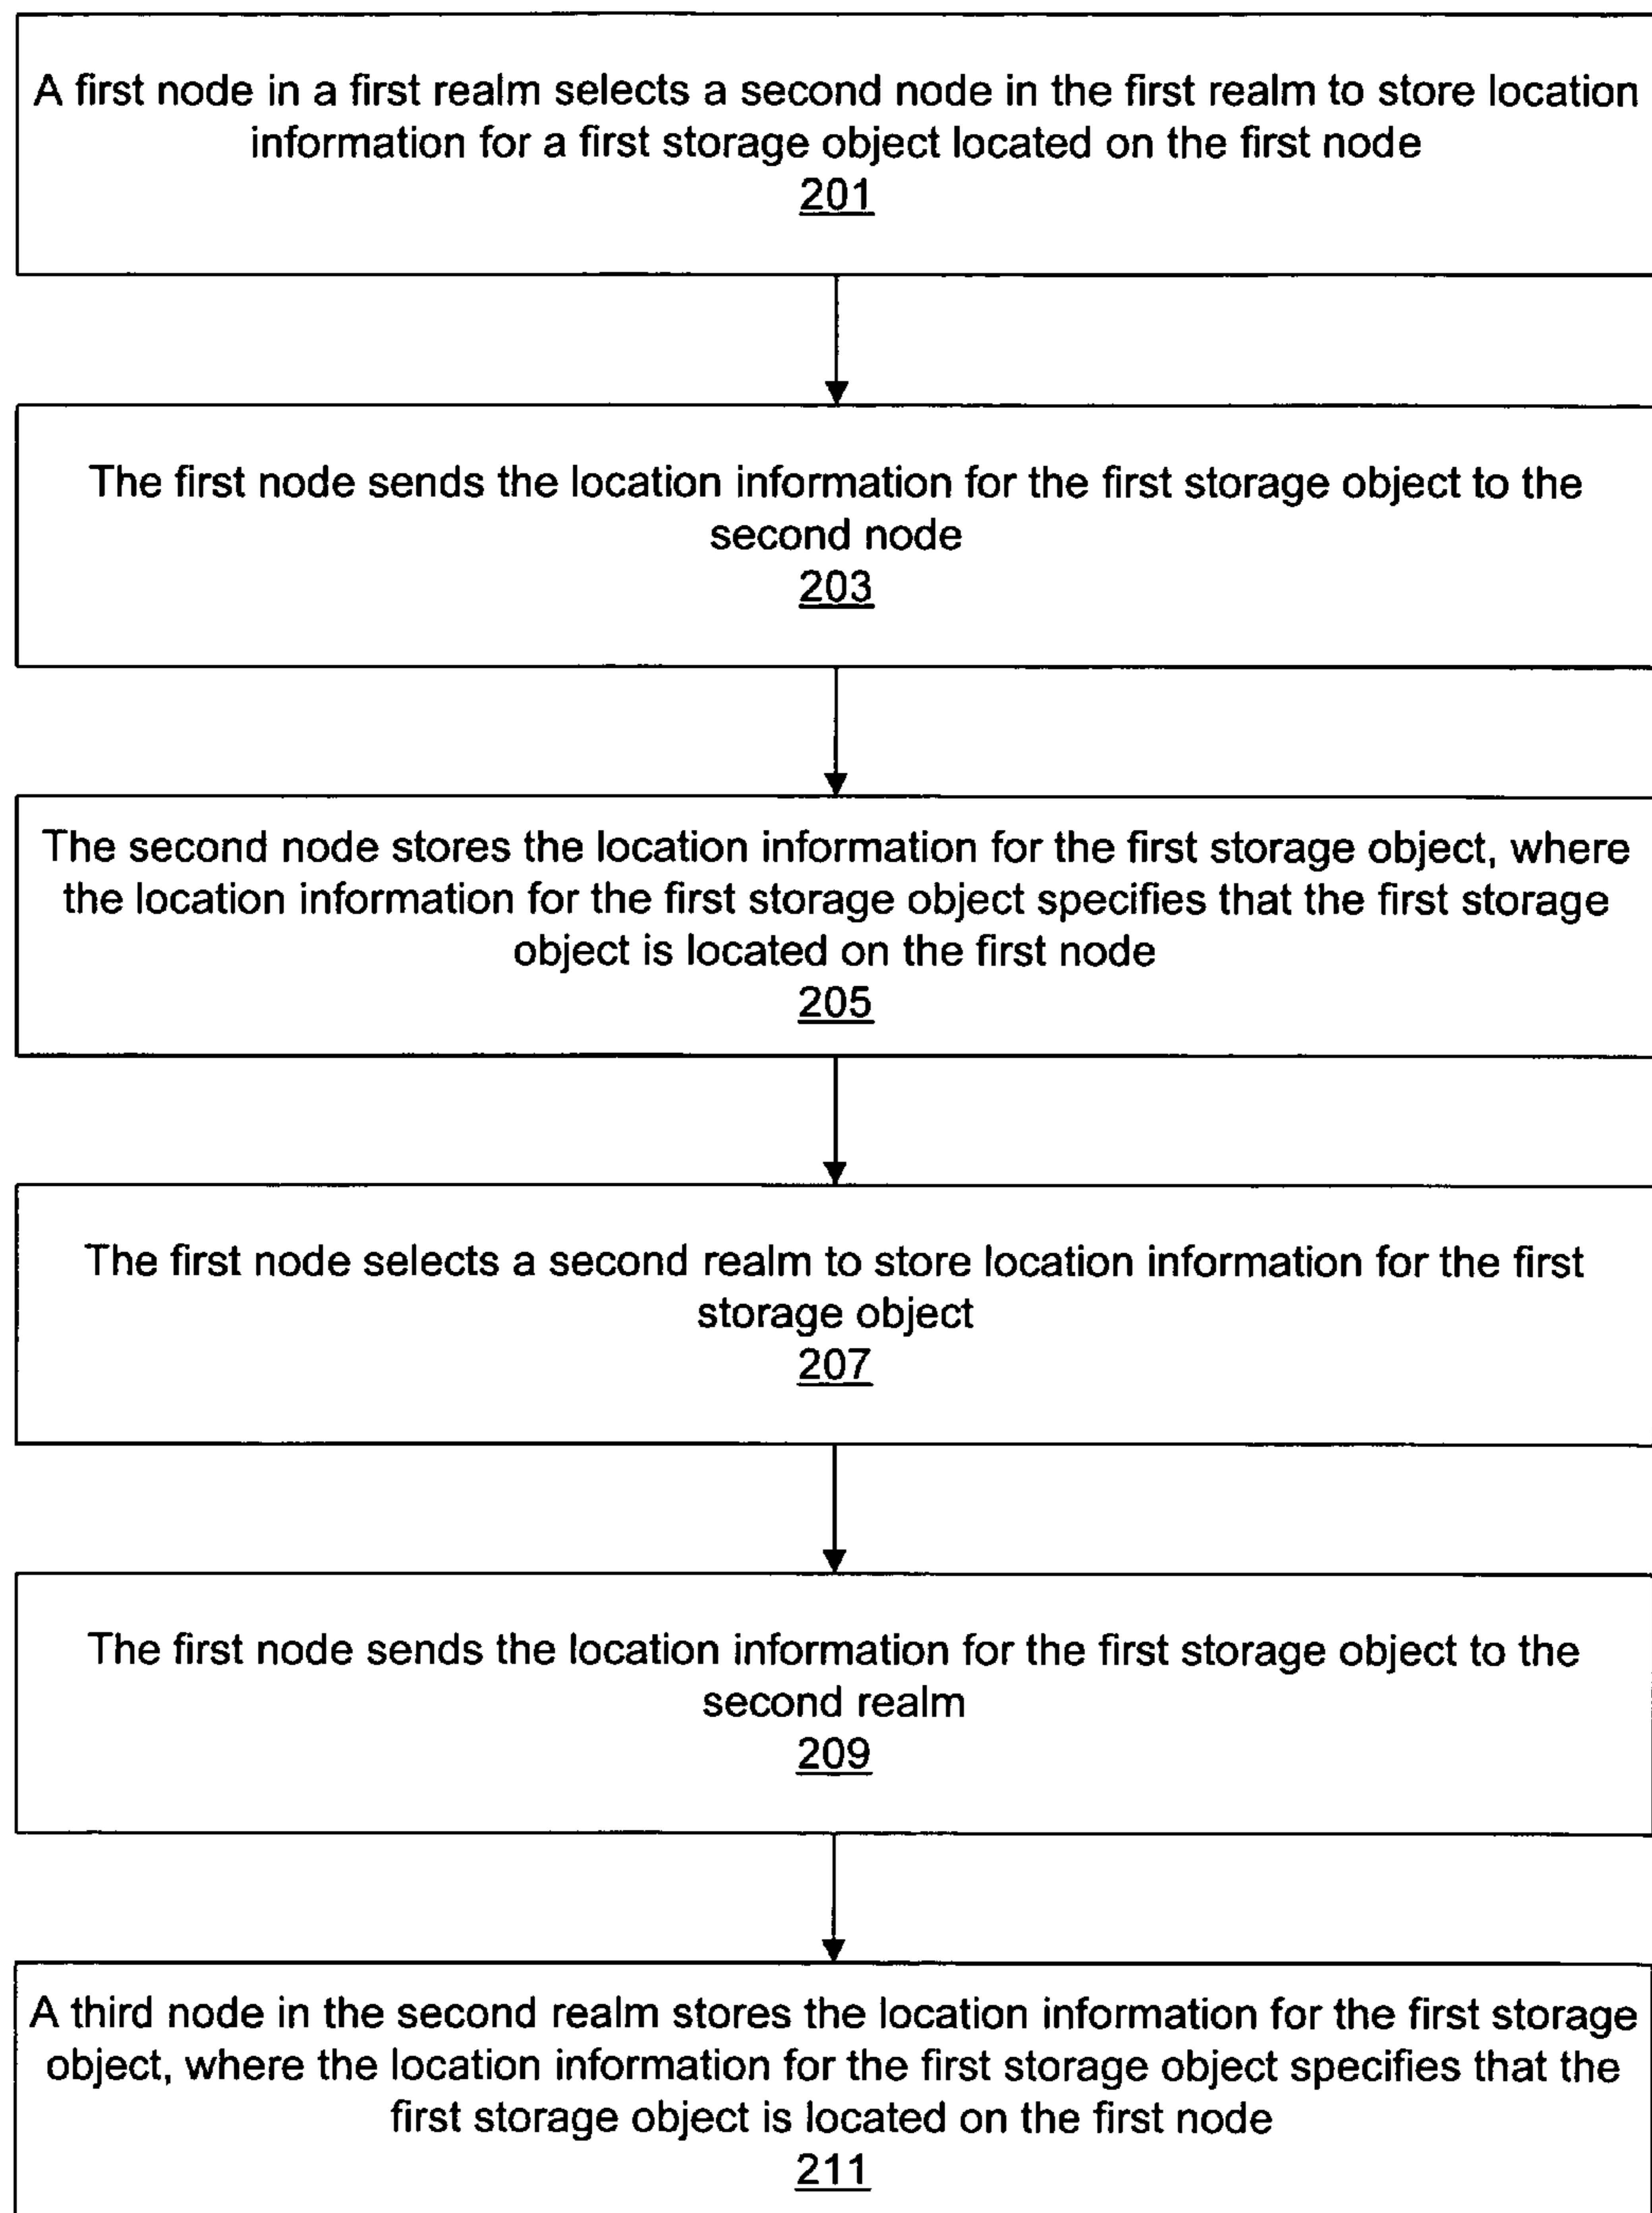 A first node in a first realm selects a second node in the first realm to store location
information for a first storage object located on the first node
201
The first node sends the location information for the first storage object to the
second node
203
The second node stores the location information for the first storage object, where
the location information for the first storage object specifies that the first storage
object is located on the first node
205
The first node selects a second realm to store location information for the first
storage object
207
The first node sends the location information for the first storage object to the
second realm
209
A third node in the second realm stores the location information for the first storage
object, where the location information for the first storage object specifies that the
first storage object is located on the first node
211